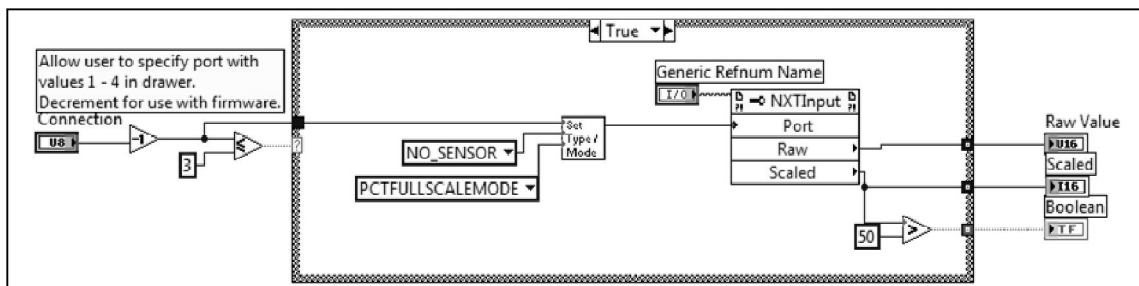 True
Allow user to specify port with
values 1 - 4 in drawer.
Decrement for use with firmware.
Connection
U8
-1
3
≤
?
NO_SENSOR
PCTFULLSCALEMODE
Set
Type/
Mode
Generic Refnum Name
I/O
?!
NXTInput
?!
Port
Raw
Scaled
50
>
Raw Value
U16
Scaled
I16
Boolean
TF